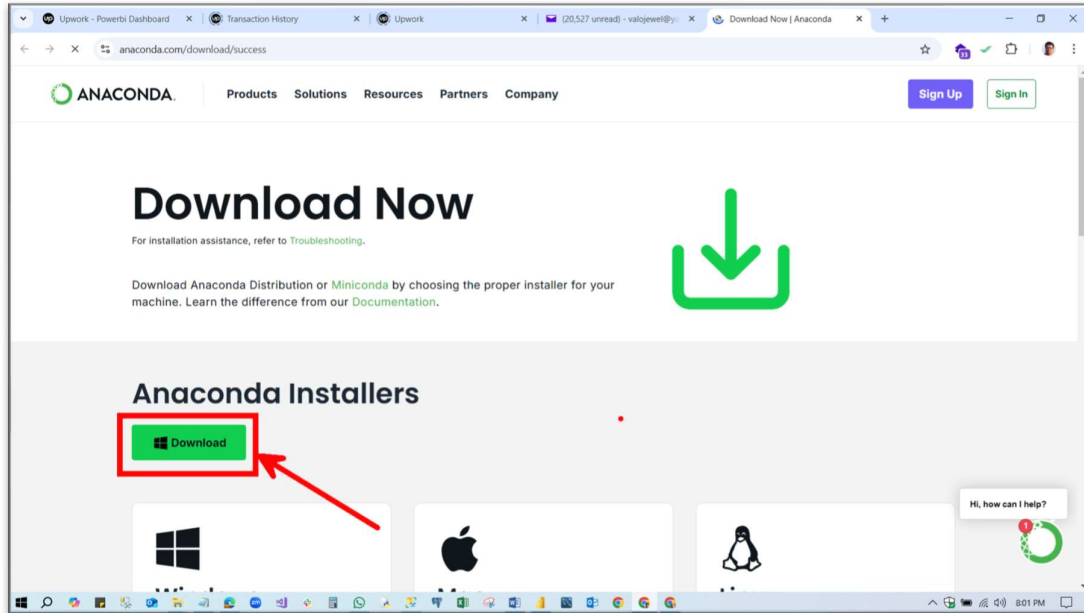 Upwork - Powerbi Dashboard
Transaction History
Upwork
(20,527 unread) - valojewel@y
Download Now | Anaconda
anaconda.com/download/success
33
ANACONDA.
Products
Solutions
Resources
Partners
Company
Sign Up
Sign In
Download Now
For installation assistance, refer to Troubleshooting.
Download Anaconda Distribution or Miniconda by choosing the proper installer for your
machine. Learn the difference from our Documentation.
Anaconda Installers
Download
Hi, how can I help?
1
8:01 PM